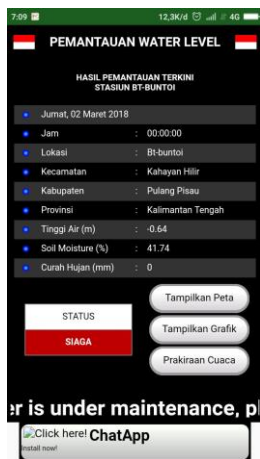 7:09 12,3K/d 4G
PEMANTAUAN WATER LEVEL
HASIL PEMANTAUAN TERKINI
STASIUN BT-BUNTOI
Jumat, 02 Maret 2018
Jam : 00:00:00
Lokasi : Bt-buntoi
Kecamatan : Kahayan Hilir
Kabupaten : Pulang Pisau
Provinsi : Kalimantan Tengah
Tinggi Air (m) : -0.64
Soil Moisture (%) : 41.74
Curah Hujan (mm) : 0
STATUS
SIAGA
Tampilkan Peta
Tampilkan Grafik
Prakiraan Cuaca
er is under maintenance, pl
Click here! ChatApp
Install now!